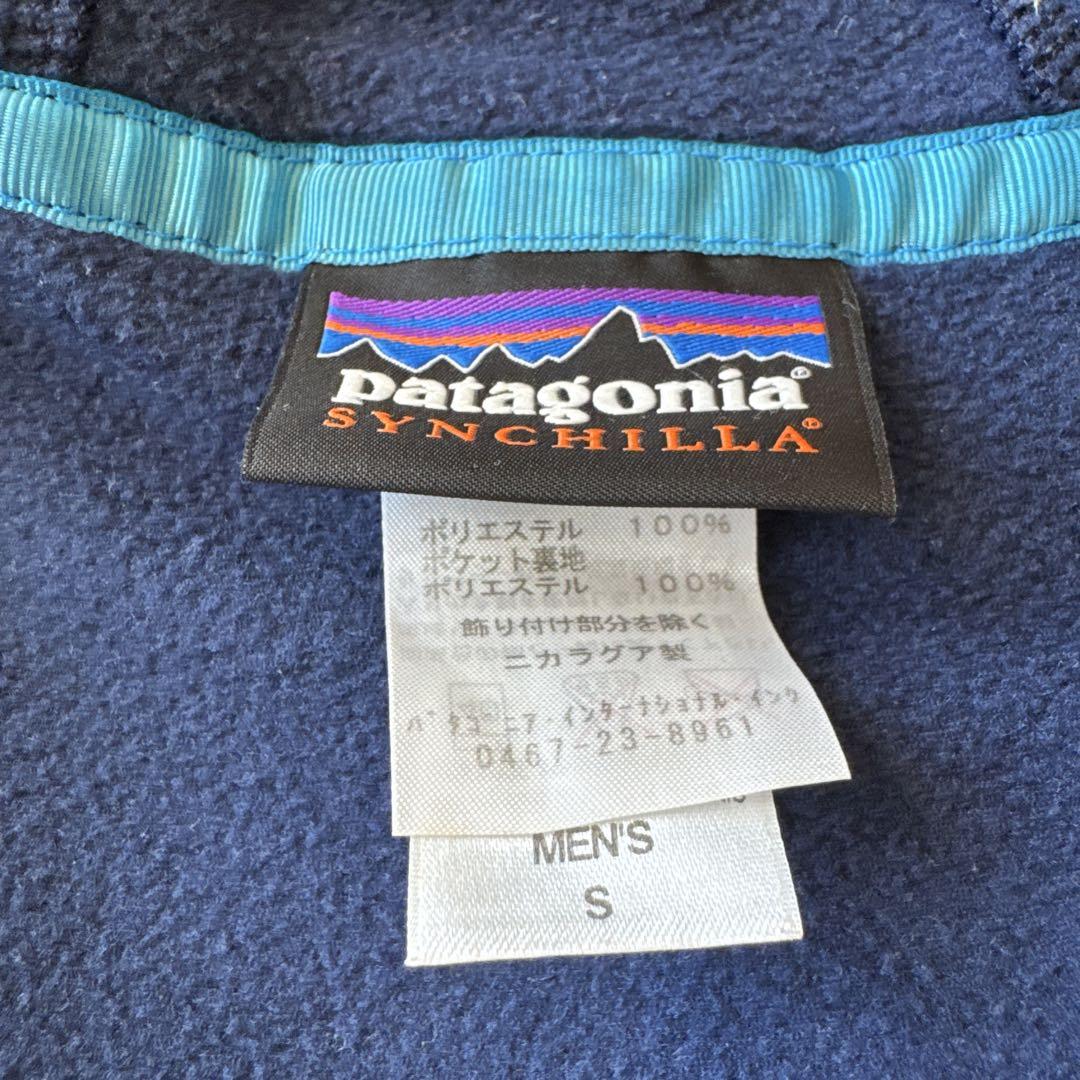 patagonia®
SYNCHILLA®
ポリエステル 100%
ポケット裏地
ポリエステル 100%
飾り付け部分を除く
ニカラグア製
パタゴニア・インターナショナル・インク
0467-23-8961
MEN'S
S